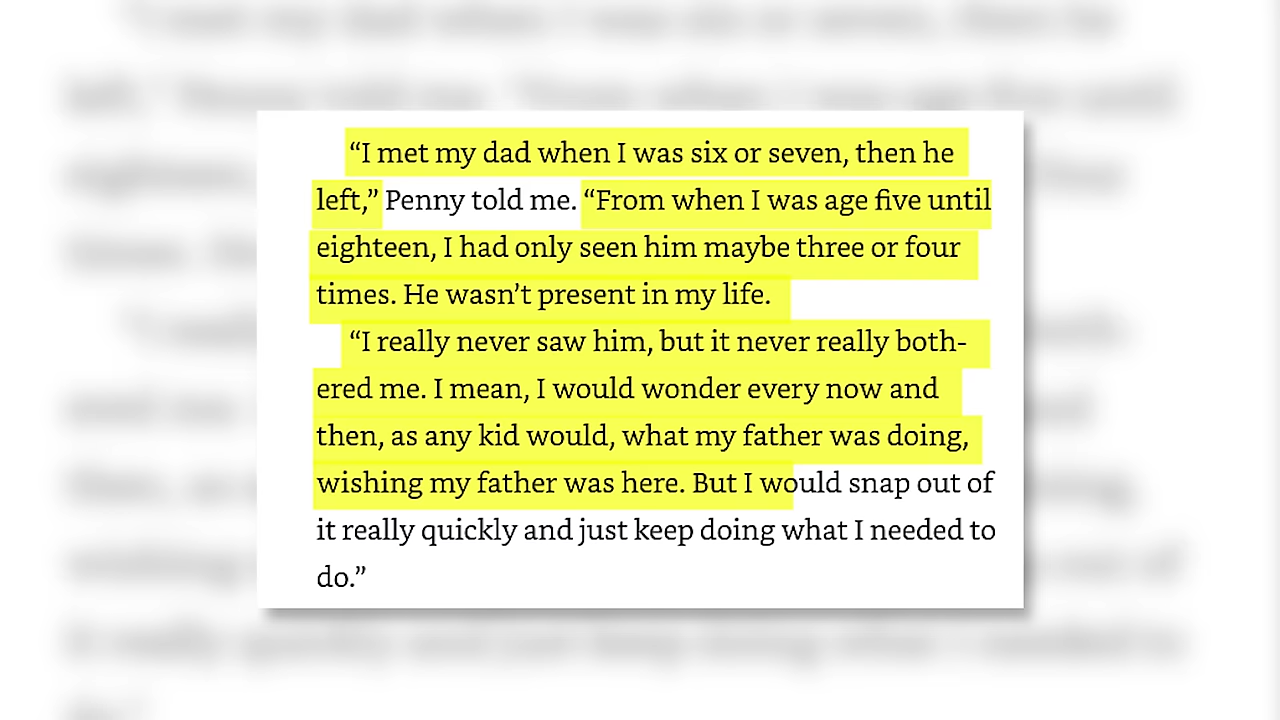 “I met my dad when I was six or seven, then he
left,” Penny told me. “From when I was age five until
eighteen, I had only seen him maybe three or four
times. He wasn’t present in my life.
“I really never saw him, but it never really both-
ered me. I mean, I would wonder every now and
then, as any kid would, what my father was doing,
wishing my father was here. But I would snap out of
it really quickly and just keep doing what I needed to
do.”